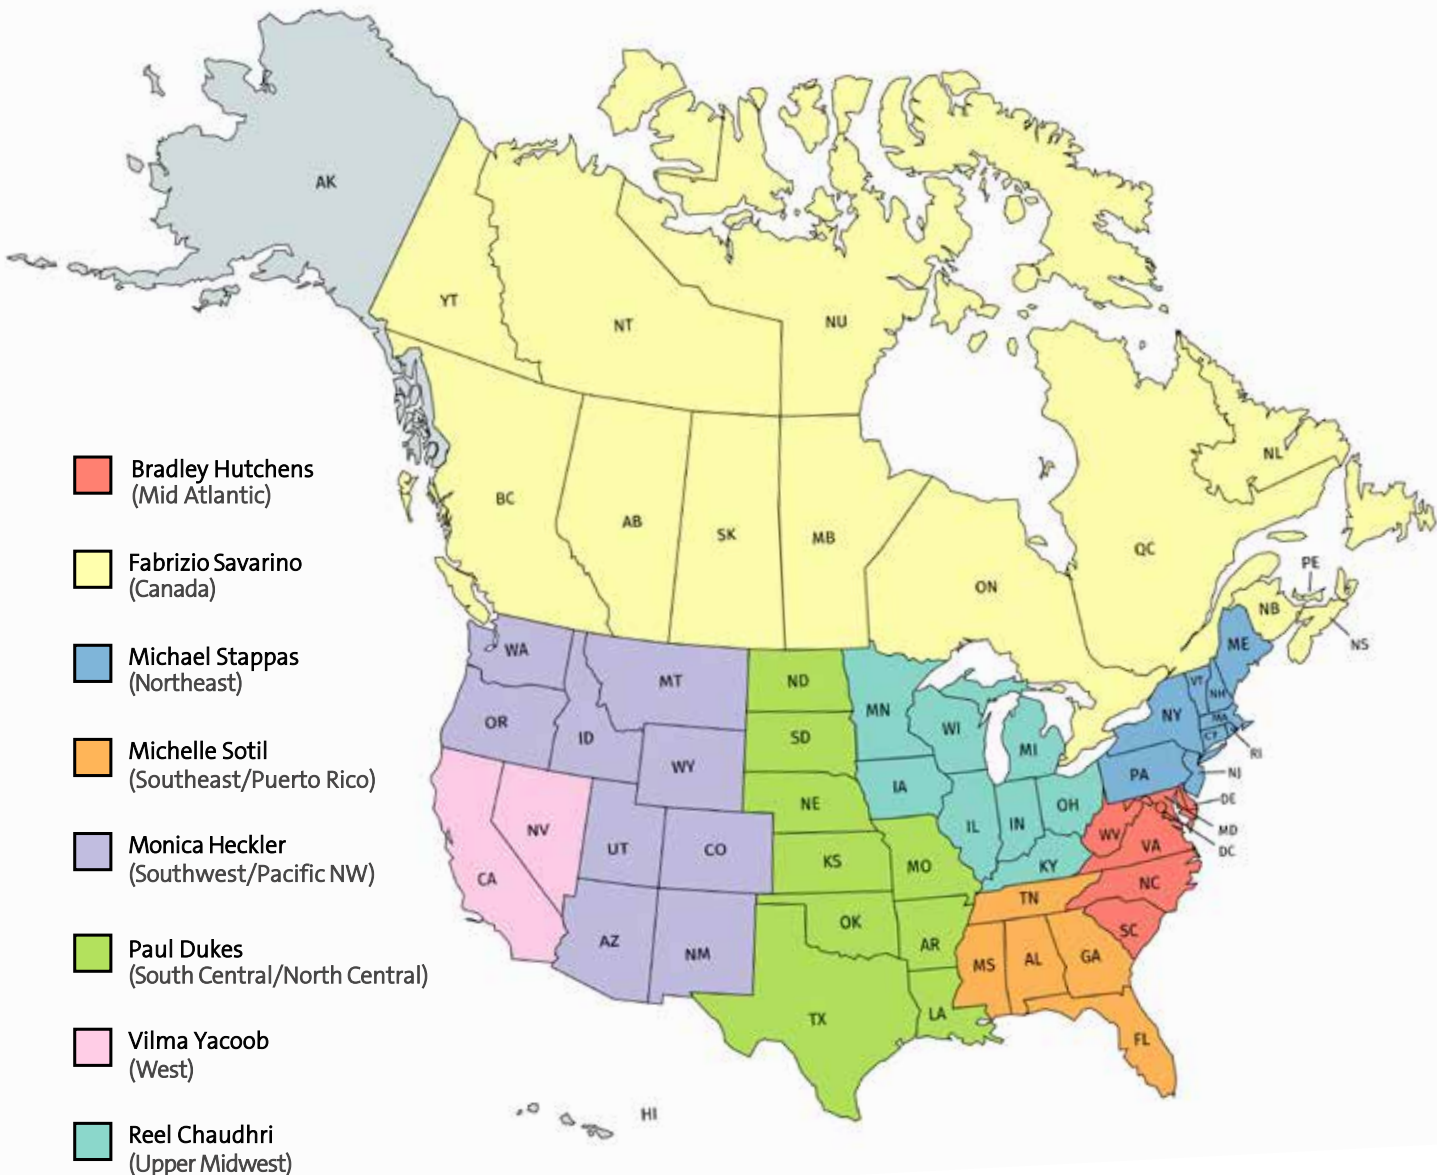 AK
YT
NT
NU
BC
AB
SK
MB
ON
QC
NL
PE
NB
NS
Bradley Hutchens
(Mid Atlantic)
Fabrizio Savarino
(Canada)
Michael Stappas
(Northeast)
Michelle Sotil
(Southeast/Puerto Rico)
Monica Heckler
(Southwest/Pacific NW)
Paul Dukes
(South Central/North Central)
Vilma Yacoob
(West)
Reel Chaudhri
(Upper Midwest)
WA
MT
ND
MN
ME
VT
NH
OR
ID
WY
SD
WI
MI
NY
MA
CT
RI
NV
CA
UT
CO
NE
IA
IL
IN
OH
PA
NJ
DE
MD
DC
KS
MO
KY
WV
VA
AZ
NM
OK
AR
TN
NC
SC
TX
LA
MS
AL
GA
FL
HI